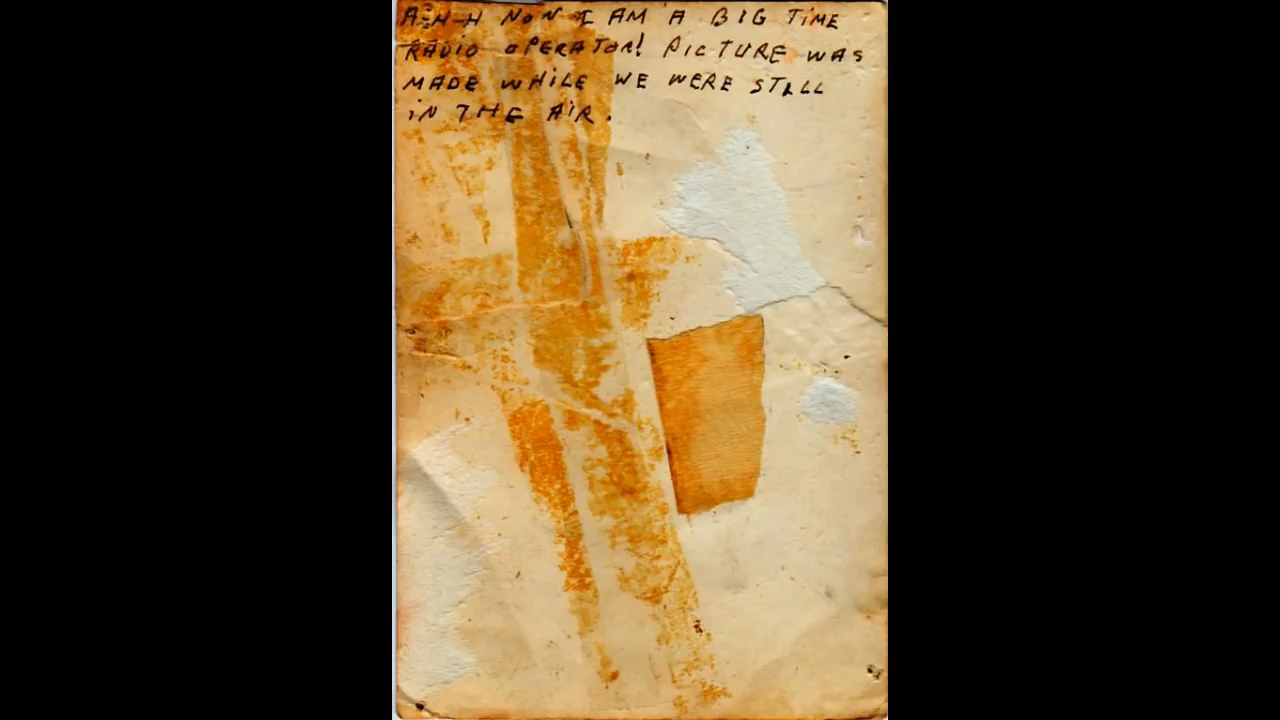 A-H-H NOW I AM A BIG TIME
RADIO OPERATOR! PICTURE WAS
MADE WHILE WE WERE STILL
IN THE AIR.